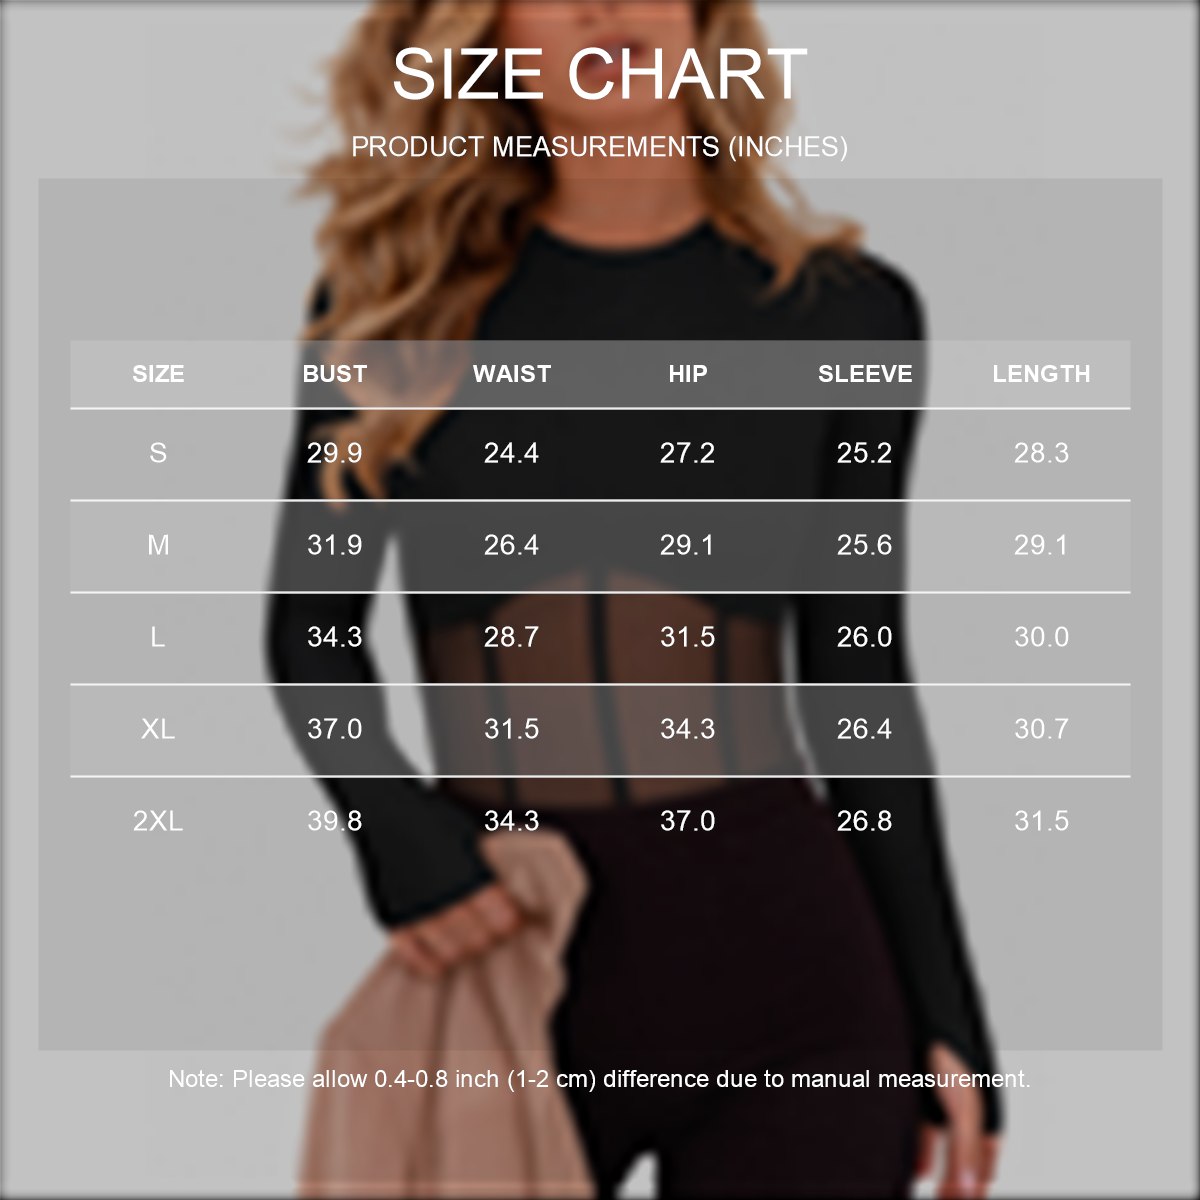 SIZE CHART
PRODUCT MEASUREMENTS (INCHES)
SIZE BUST WAIST HIP SLEEVE LENGTH
S 29.9 24.4 27.2 25.2 28.3
M 31.9 26.4 29.1 25.6 29.1
L 34.3 28.7 31.5 26.0 30.0
XL 37.0 31.5 34.3 26.4 30.7
2XL 39.8 34.3 37.0 26.8 31.5
Note: Please allow 0.4-0.8 inch (1-2 cm) difference due to manual measurement.